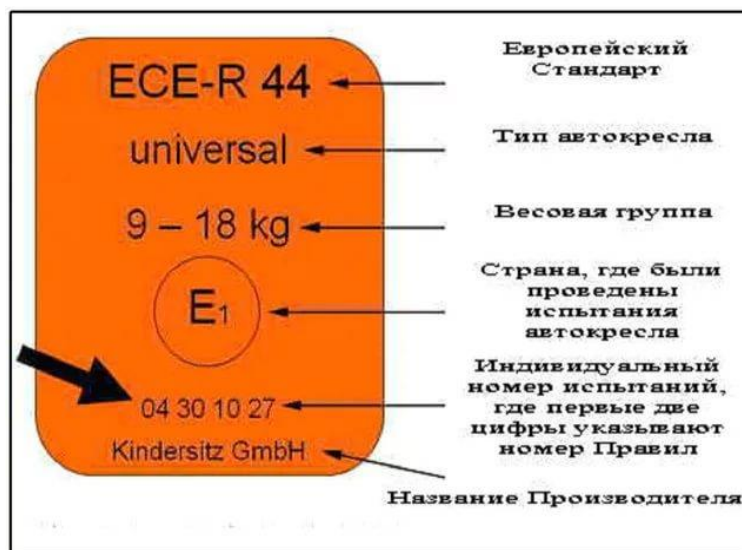 ECE-R 44
Европейский
Стандарт
universal
Тип автокресла
9 – 18 kg
Весовая группа
E1
Страна, где были
проведены
испытания
автокресла
04 30 10 27
Индивидуальный
номер испытаний,
где первые две
цифры указывают
номер Правил
Kindersitz GmbH
Название Производителя